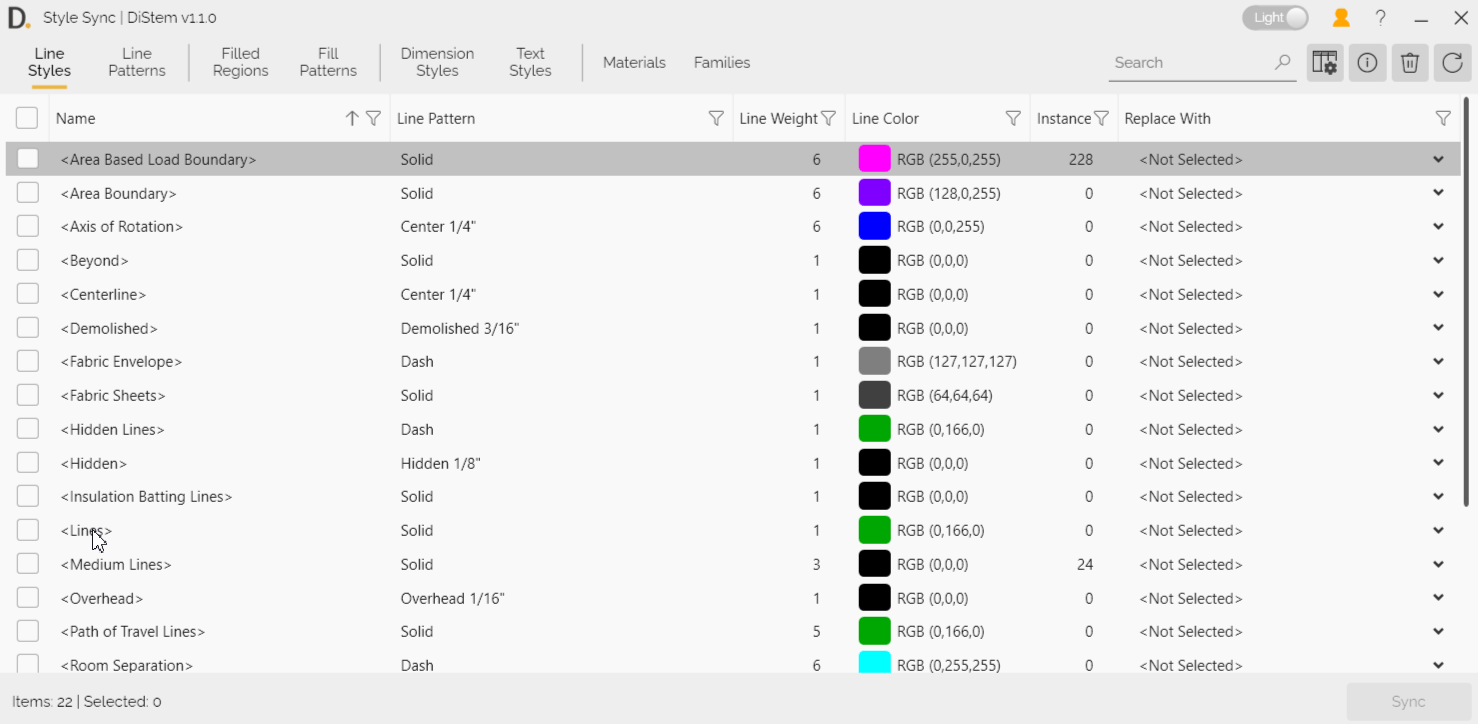 D. Style Sync | DiStem v1.1.0 Light ?
Line Styles Line Patterns Filled Regions Fill Patterns Dimension Styles Text Styles Materials Families Search
Name Line Pattern Line Weight Line Color Instance Replace With
<Area Based Load Boundary> Solid 6 RGB (255,0,255) 228 <Not Selected>
<Area Boundary> Solid 6 RGB (128,0,255) 0 <Not Selected>
<Axis of Rotation> Center 1/4" 6 RGB (0,0,255) 0 <Not Selected>
<Beyond> Solid 1 RGB (0,0,0) 0 <Not Selected>
<Centerline> Center 1/4" 1 RGB (0,0,0) 0 <Not Selected>
<Demolished> Demolished 3/16" 1 RGB (0,0,0) 0 <Not Selected>
<Fabric Envelope> Dash 1 RGB (127,127,127) 0 <Not Selected>
<Fabric Sheets> Solid 1 RGB (64,64,64) 0 <Not Selected>
<Hidden Lines> Dash 1 RGB (0,166,0) 0 <Not Selected>
<Hidden> Hidden 1/8" 1 RGB (0,0,0) 0 <Not Selected>
<Insulation Batting Lines> Solid 1 RGB (0,0,0) 0 <Not Selected>
<Lines> Solid 1 RGB (0,166,0) 0 <Not Selected>
<Medium Lines> Solid 3 RGB (0,0,0) 24 <Not Selected>
<Overhead> Overhead 1/16" 1 RGB (0,0,0) 0 <Not Selected>
<Path of Travel Lines> Solid 5 RGB (0,166,0) 0 <Not Selected>
<Room Separation> Dash 6 RGB (0,255,255) 0 <Not Selected>
Items: 22 | Selected: 0 Sync